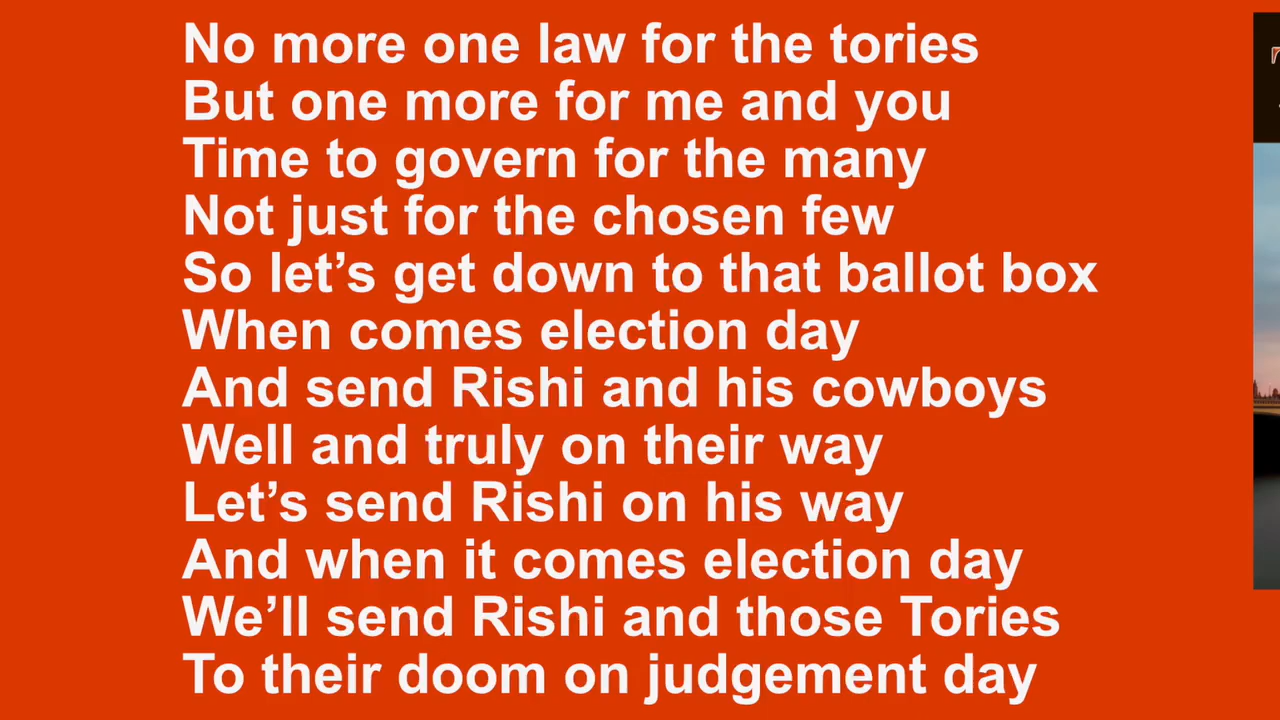 No more one law for the tories
But one more for me and you
Time to govern for the many
Not just for the chosen few
So let’s get down to that ballot box
When comes election day
And send Rishi and his cowboys
Well and truly on their way
Let’s send Rishi on his way
And when it comes election day
We’ll send Rishi and those Tories
To their doom on judgement day